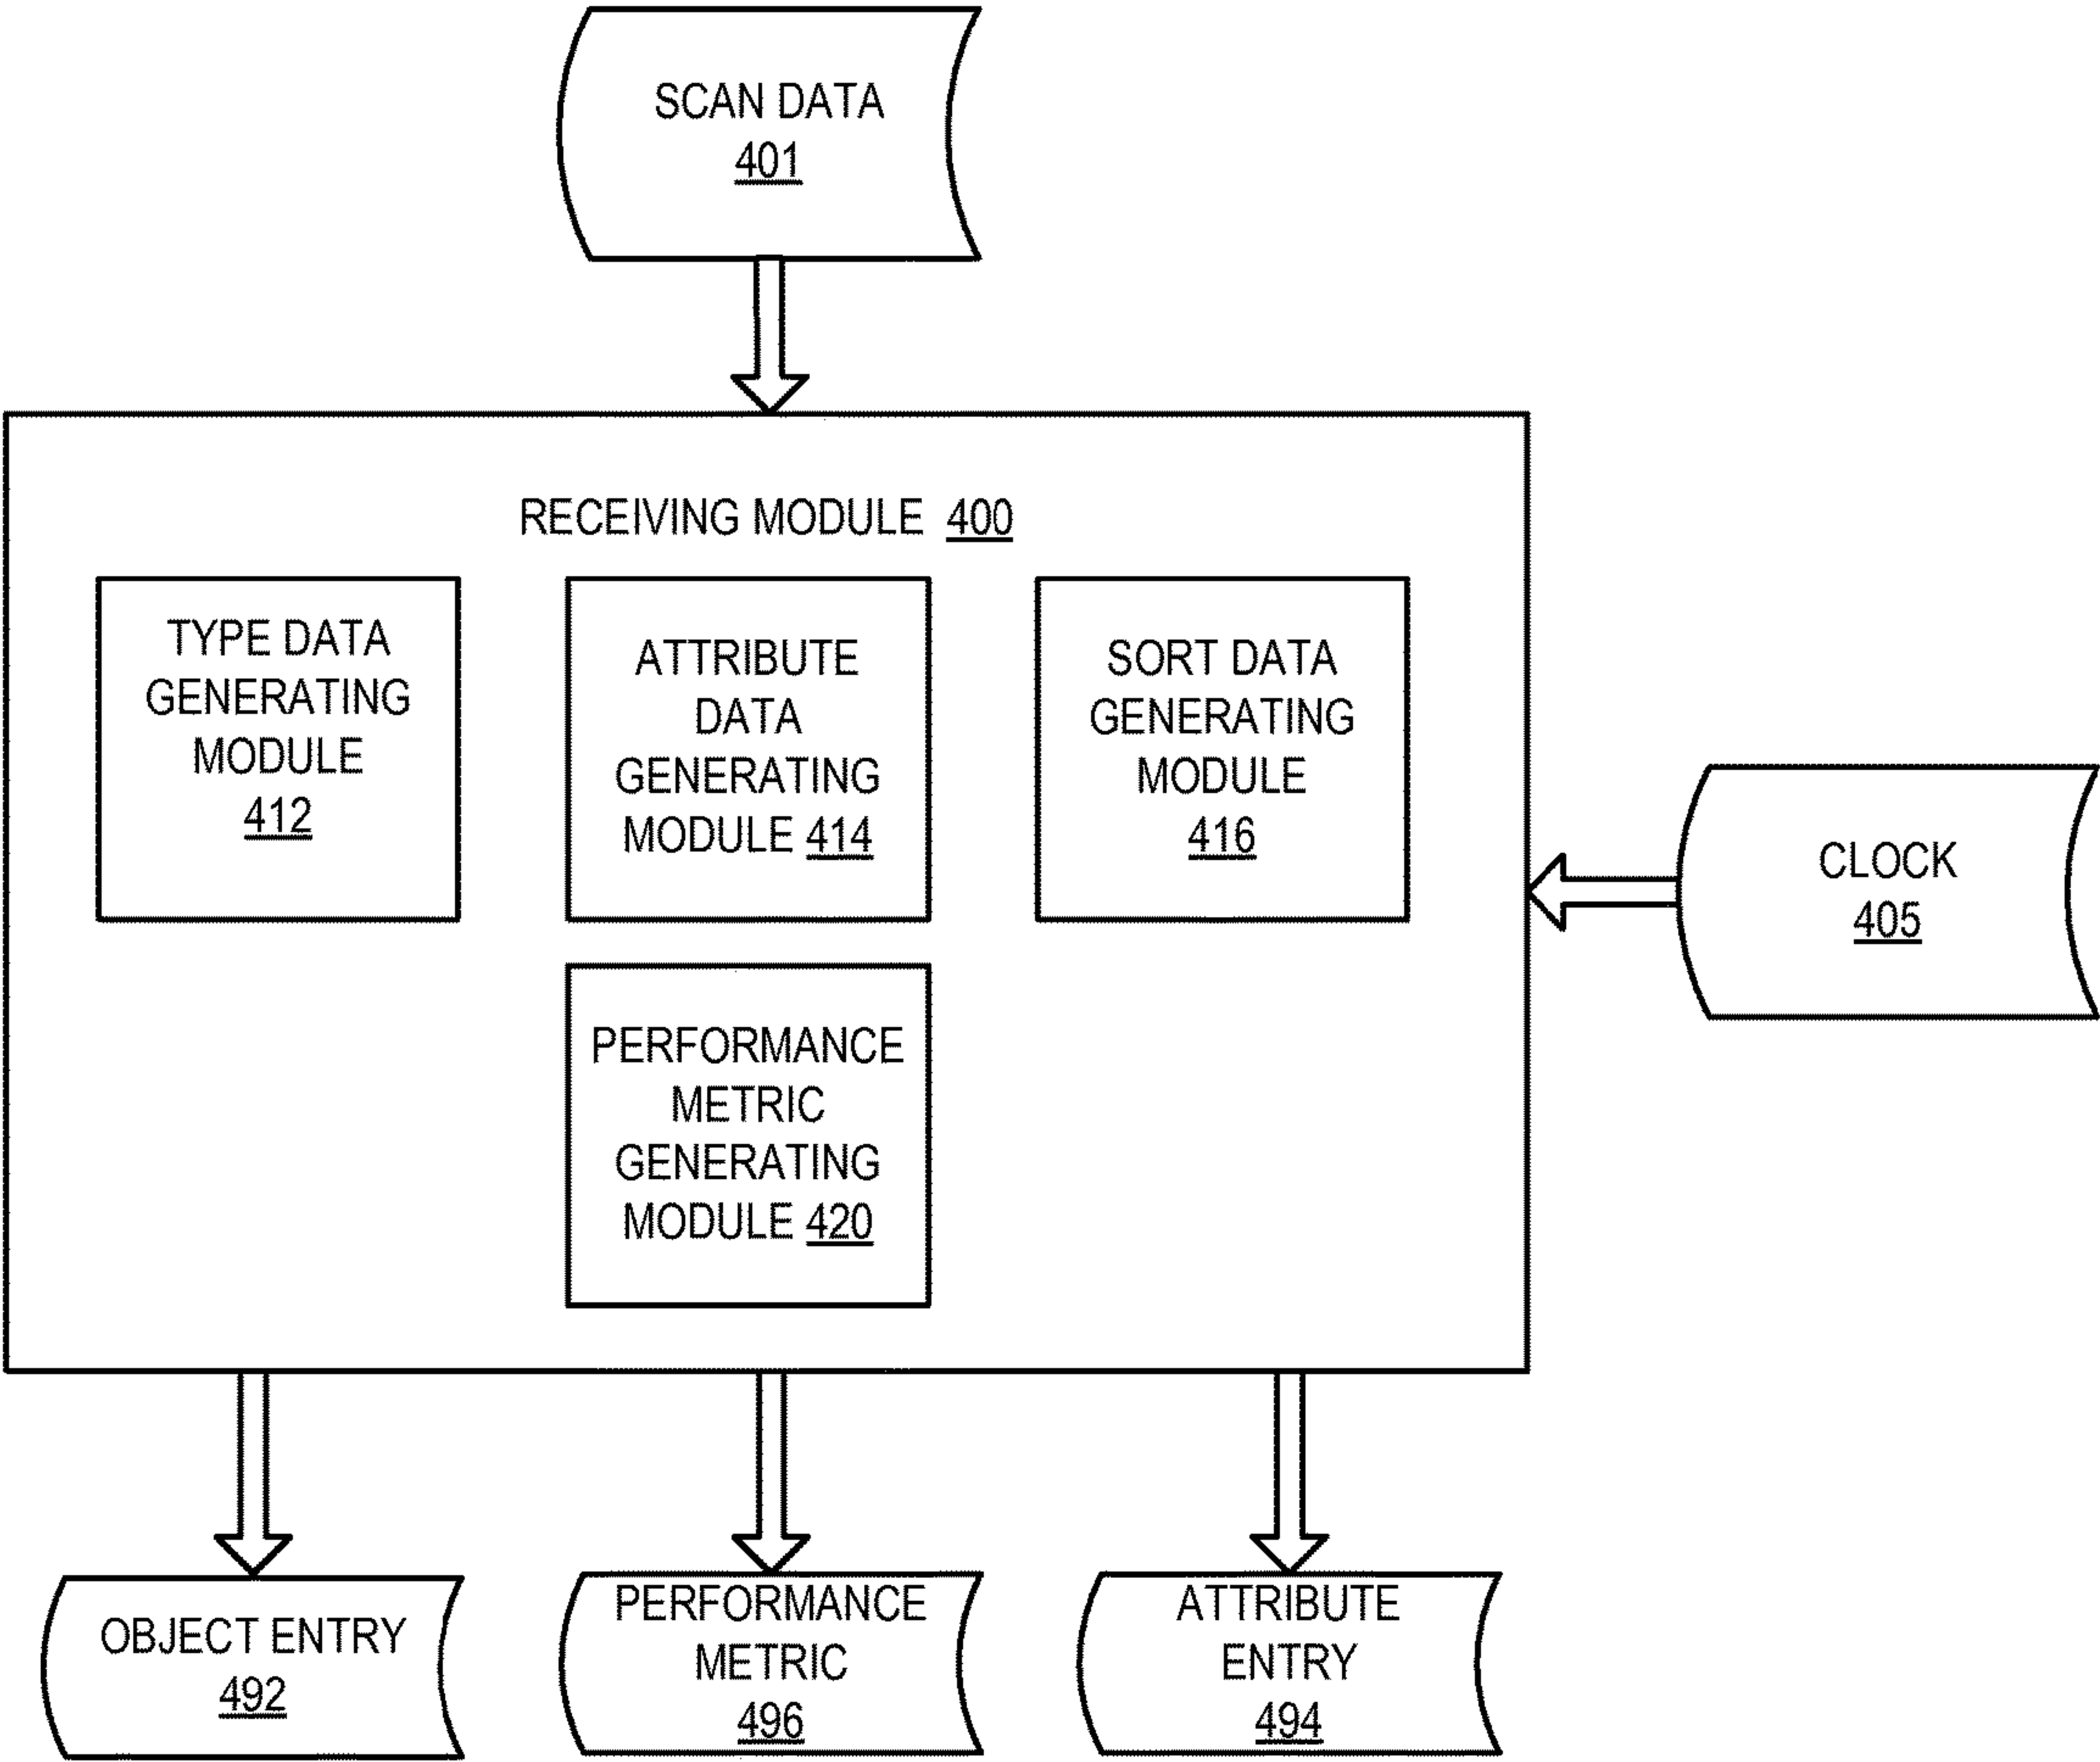 SCAN DATA
401
RECEIVING MODULE 400
TYPE DATA
GENERATING
MODULE
412
ATTRIBUTE
DATA
GENERATING
MODULE 414
SORT DATA
GENERATING
MODULE
416
CLOCK
405
PERFORMANCE
METRIC
GENERATING
MODULE 420
OBJECT ENTRY
492
PERFORMANCE
METRIC
496
ATTRIBUTE
ENTRY
494